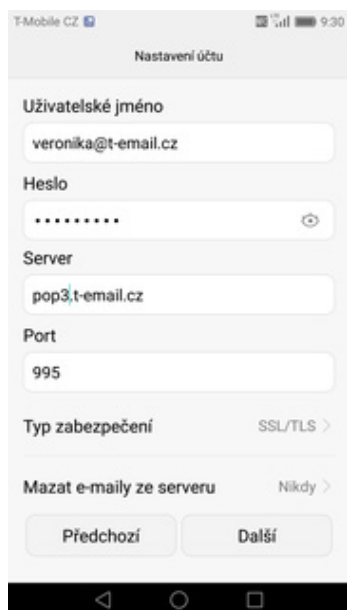 T-Mobile CZ
9:30
Nastavení účtu
Uživatelské jméno
veronika@t-email.cz
Heslo
•••••••••
Server
pop3.t-email.cz
Port
995
Typ zabezpečení SSL/TLS
Mazat e-maily ze serveru Nikdy
Předchozí Další